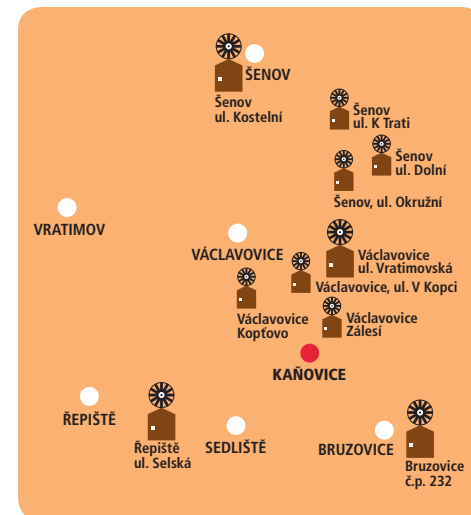 ŠENOV
Šenov
ul. Kostelní
Šenov
ul. K Trati
Šenov
ul. Dolní
Šenov, ul. Okružní
VRATIMOV
VÁCLAVOVICE
Václavovice
ul. Vratimovská
Václavovice, ul. V Kopci
Václavovice
Kopťovo
Václavovice
Zálesí
KAŇOVICE
ŘEPIŠTĚ
Řepiště
ul. Selská
SEDLIŠTĚ
BRUZOVICE
Bruzovice
č.p. 232